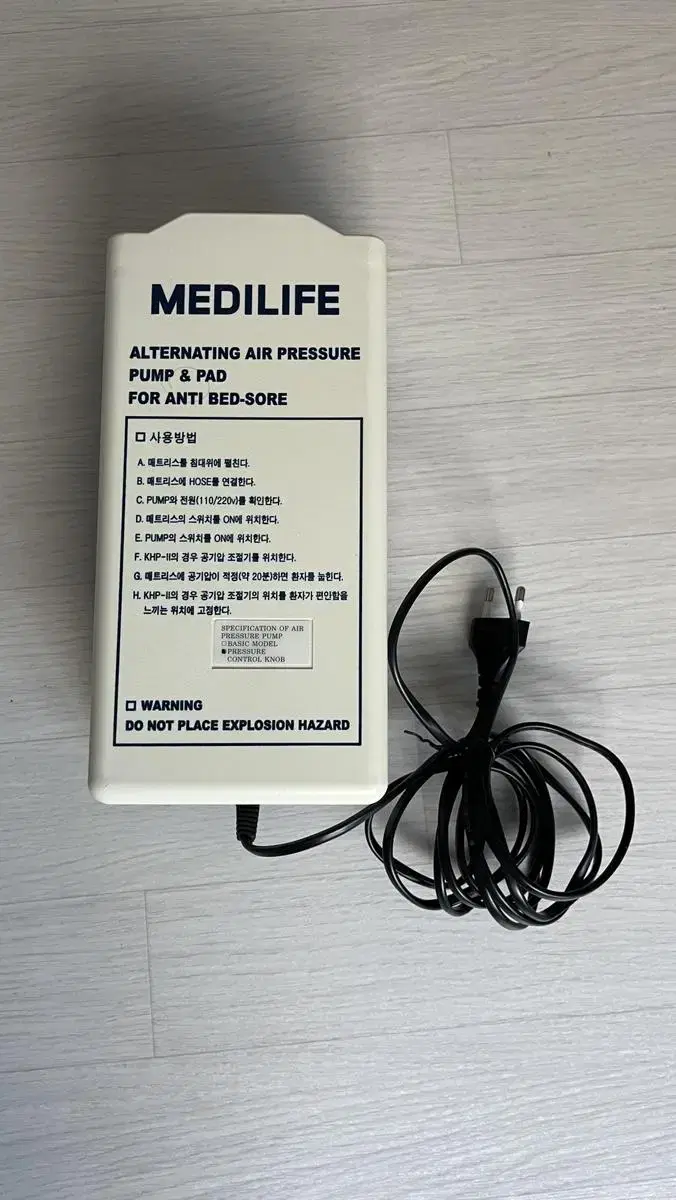 MEDILIFE
ALTERNATING AIR PRESSURE
PUMP & PAD
FOR ANTI BED-SORE
□ 사용방법
A. 매트리스를 침대위에 펼친다.
B. 매트리스에 HOSE를 연결한다.
C. PUMP와 전원(110/220v)를 확인한다.
D. 매트리스의 스위치를 ON에 위치한다.
E. PUMP의 스위치를 ON에 위치한다.
F. KHP-II의 경우 공기압 조절기를 위치한다.
G. 매트리스에 공기압이 적정(약 20분)하면 환자를 눕힌다.
H. KHP-II의 경우 공기압 조절기의 위치를 환자가 편안함을
느끼는 위치에 고정한다.
SPECIFICATION OF AIR
PRESSURE PUMP
□BASIC MODEL
■PRESSURE
CONTROL KNOB
□ WARNING
DO NOT PLACE EXPLOSION HAZARD